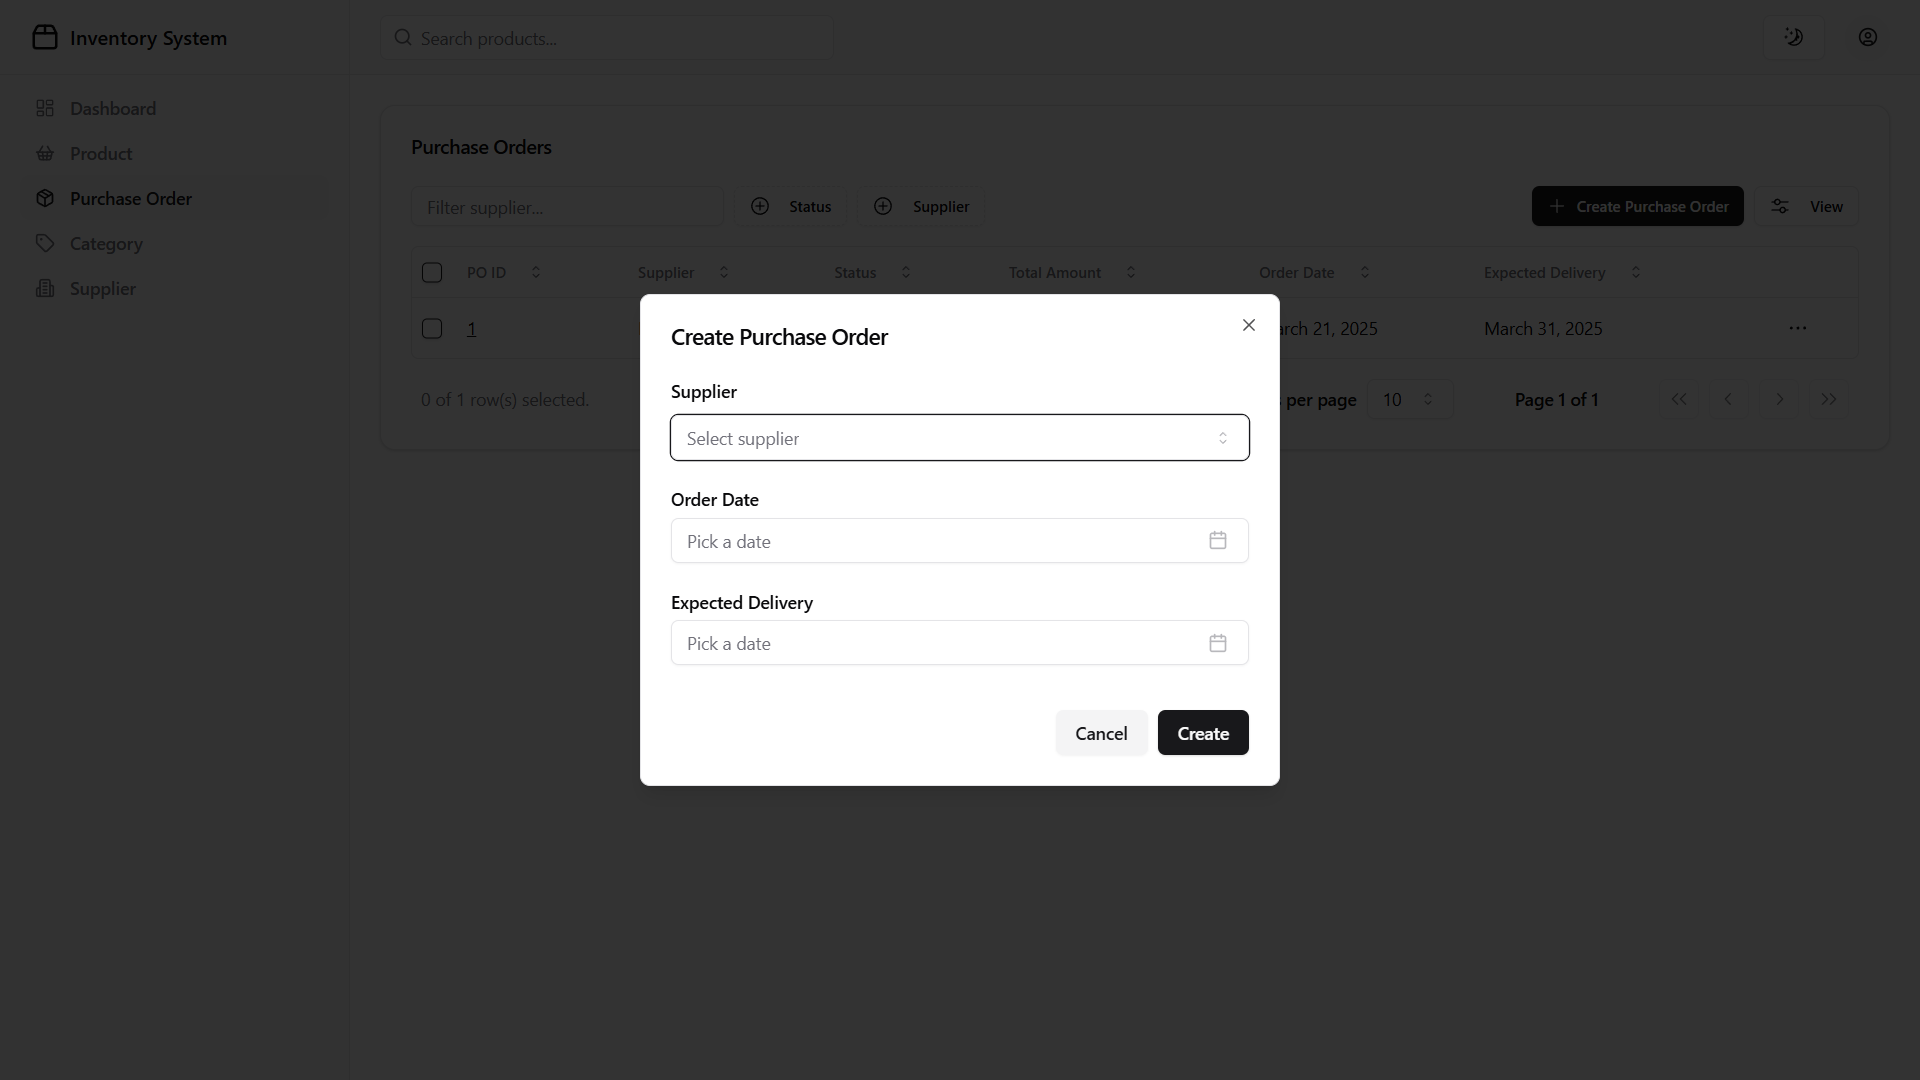 Inventory System
Search products...
Dashboard
Product
Purchase Order
Category
Supplier
Purchase Orders
Filter supplier...
Status
Supplier
Create Purchase Order
View
PO ID
Supplier
Status
Total Amount
Order Date
Expected Delivery
1
arch 21, 2025
March 31, 2025
0 of 1 row(s) selected.
per page
10
Page 1 of 1
Create Purchase Order
Supplier
Select supplier
Order Date
Pick a date
Expected Delivery
Pick a date
Cancel
Create